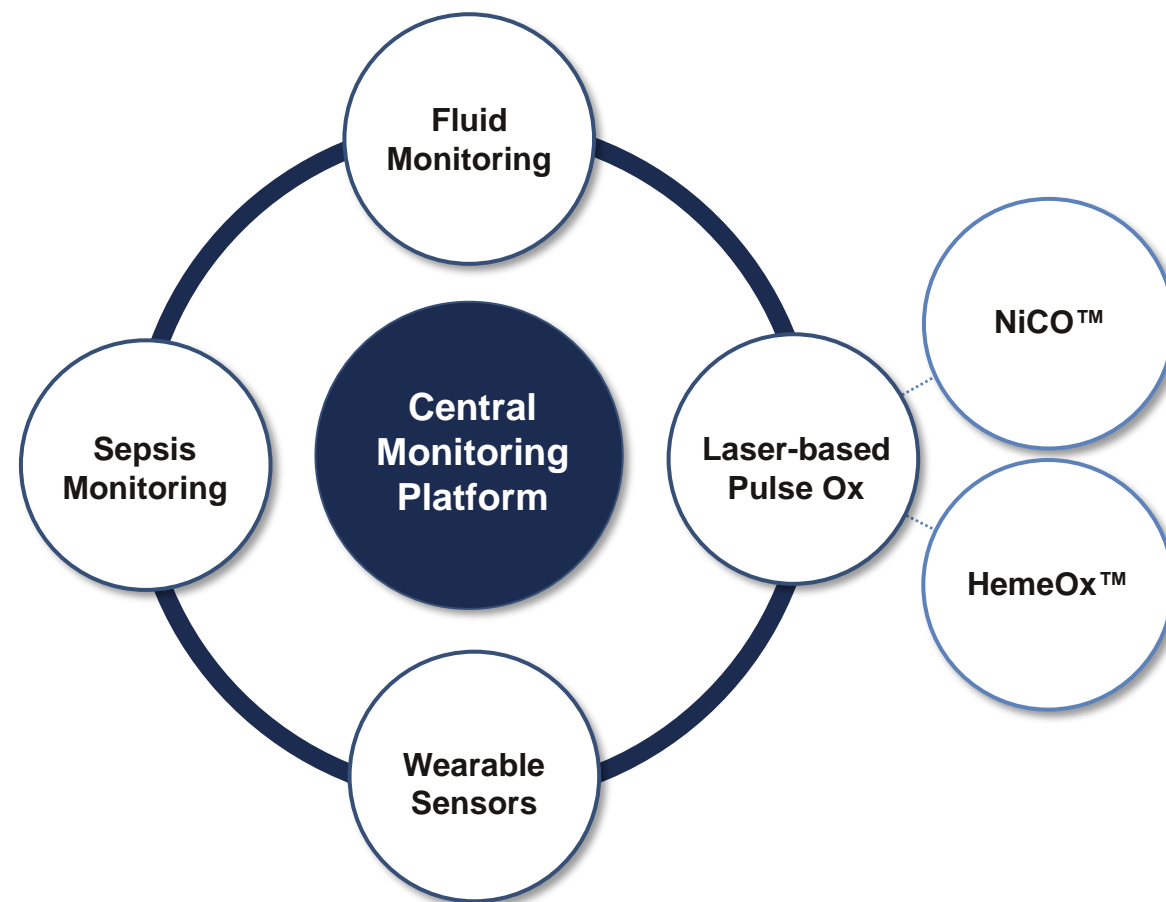 Fluid
Monitoring
NiCO™
Central
Monitoring
Platform
Sepsis
Monitoring
Laser-based
Pulse Ox
HemeOx™
Wearable
Sensors